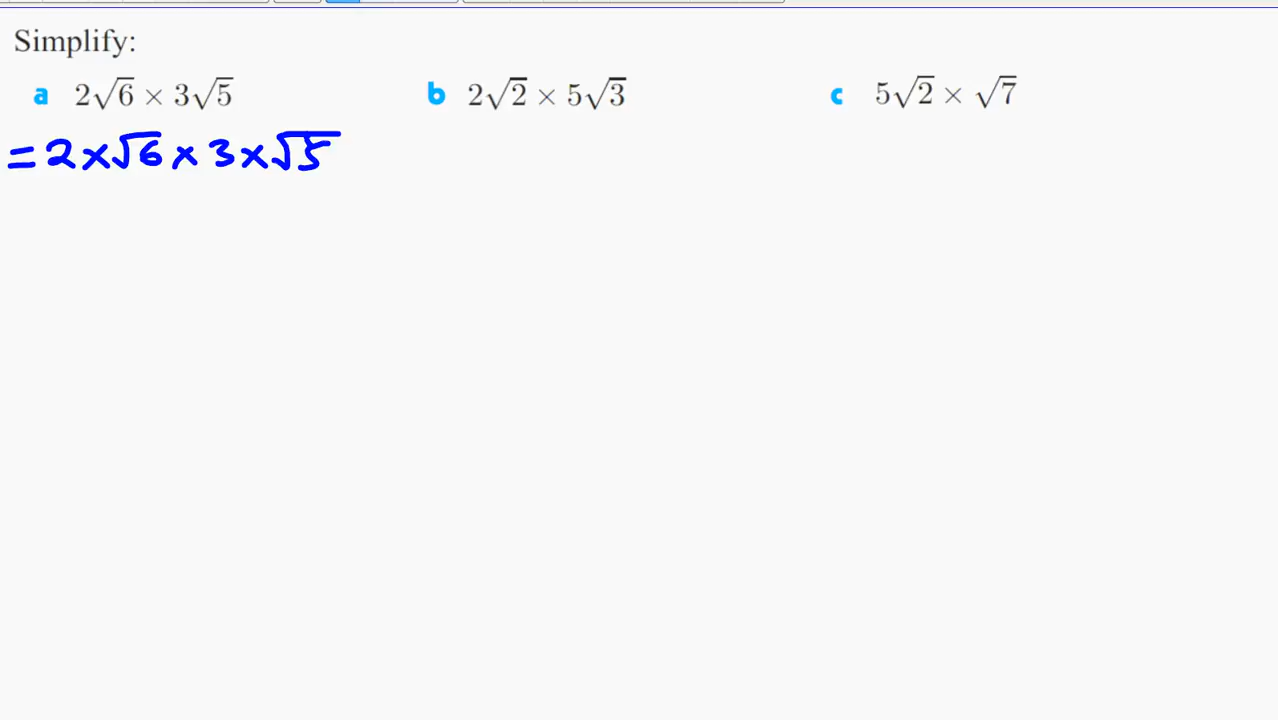 Simplify:
a 2√6 × 3√5 b 2√2 × 5√3 c 5√2 × √7
= 2 × √6 × 3 × √5